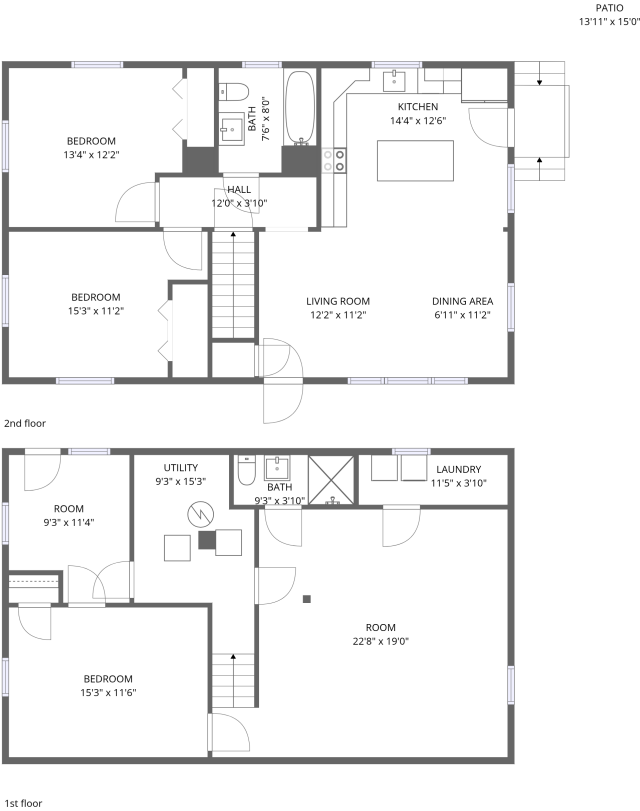 PATIO
13'11" x 15'0"
KITCHEN
14'4" x 12'6"
BATH
7'6" x 8'0"
BEDROOM
13'4" x 12'2"
HALL
12'0" x 3'10"
BEDROOM
15'3" x 11'2"
LIVING ROOM
12'2" x 11'2"
DINING AREA
6'11" x 11'2"
2nd floor
UTILITY
9'3" x 15'3"
LAUNDRY
11'5" x 3'10"
BATH
9'3" x 3'10"
ROOM
9'3" x 11'4"
ROOM
22'8" x 19'0"
BEDROOM
15'3" x 11'6"
1st floor